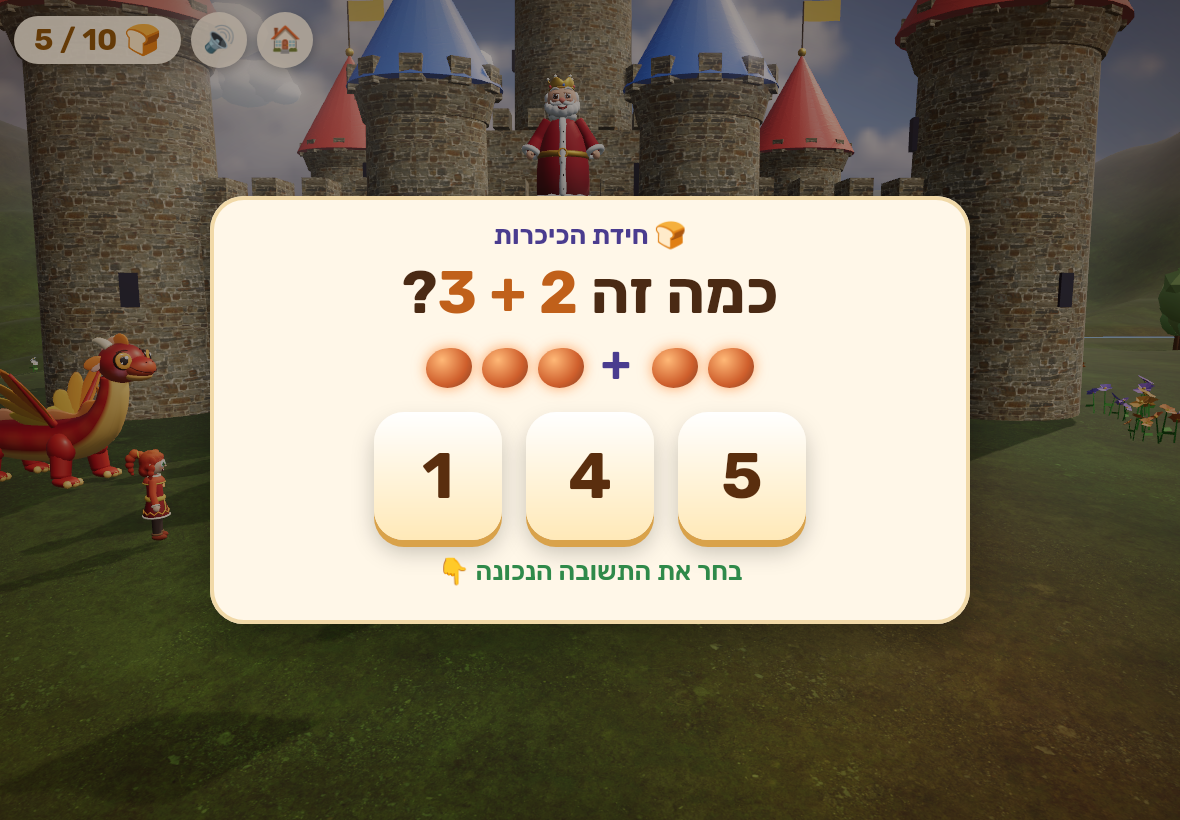 5 / 10
חידת הכיכרות
כמה זה 2 + 3?
+
1 4 5
בחר את התשובה הנכונה